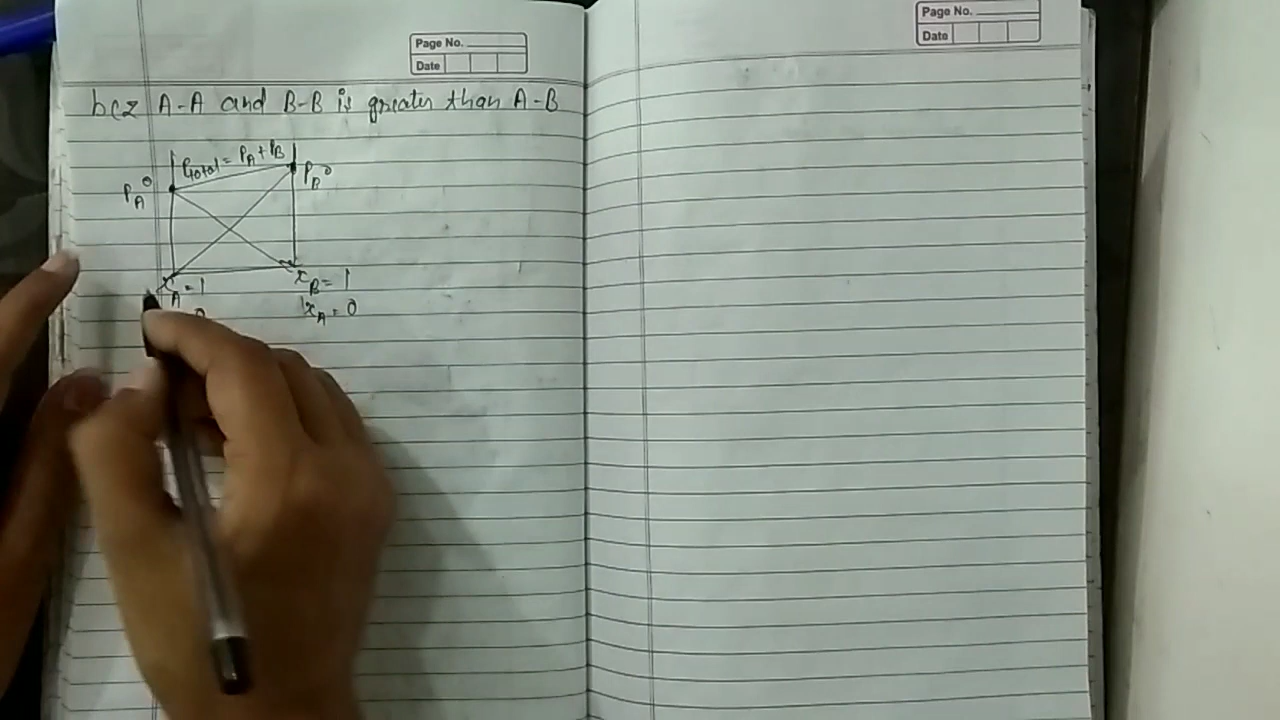 Page No.
Date
Page No.
Date
bcz A-A and B-B is greater than A-B
Ptotal = PA + PB
PA°
PB°
xA = 1
xB = 1
xA = 0
0